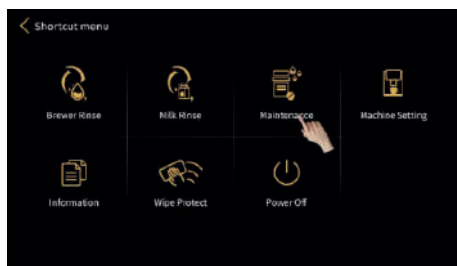 Shortcut menu
Brewer Rinse
Milk Rinse
Maintenance
Machine Setting
Information
Wipe Protect
Power Off